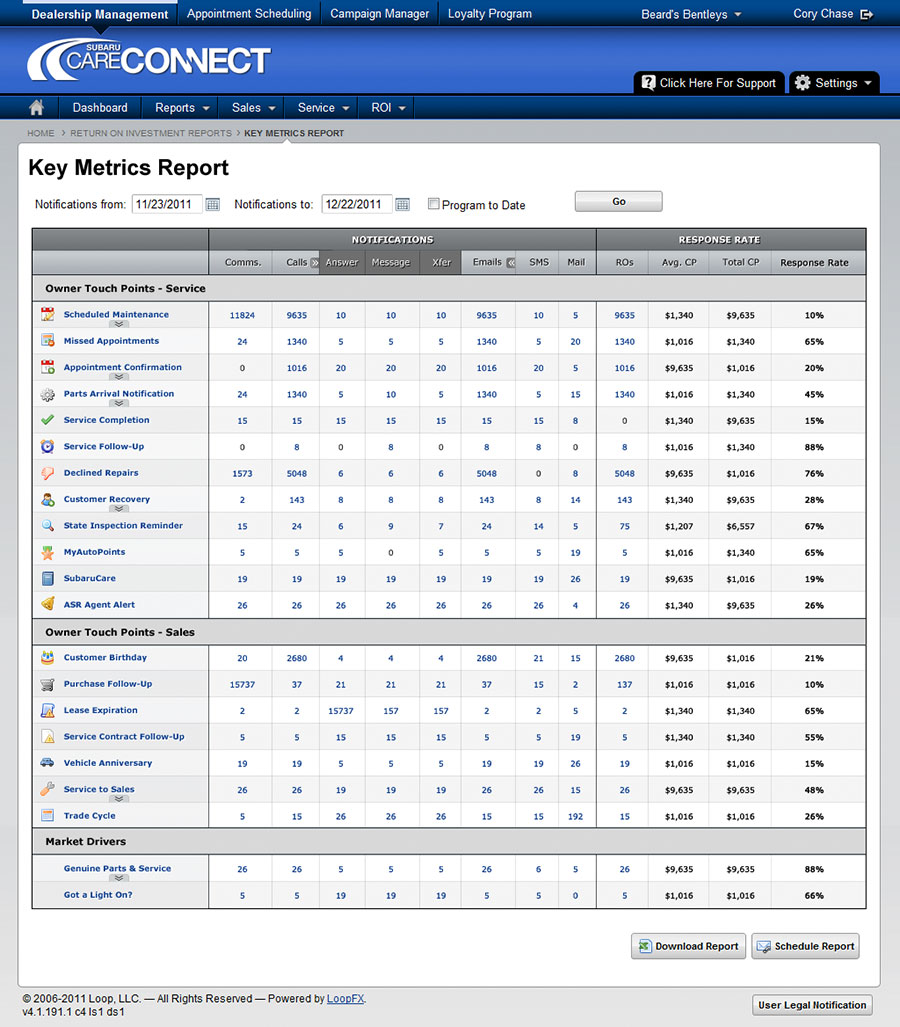 Dealership Management Appointment Scheduling Campaign Manager Loyalty Program Beard's Bentleys Cory Chase
SUBARU
CARECONNECT
Click Here For Support Settings
Dashboard Reports Sales Service ROI
HOME > RETURN ON INVESTMENT REPORTS > KEY METRICS REPORT
Key Metrics Report
Notifications from: 11/23/2011 Notifications to: 12/22/2011 Program to Date Go
NOTIFICATIONS RESPONSE RATE
Comms. Calls » Answer Message Xfer Emails « SMS Mail ROs Avg. CP Total CP Response Rate
Owner Touch Points - Service
Scheduled Maintenance 11824 9635 10 10 10 9635 10 5 9635 $1,340 $9,635 10%
Missed Appointments 24 1340 5 5 5 1340 5 20 1340 $1,016 $1,340 65%
Appointment Confirmation 0 1016 20 20 20 1016 20 5 1016 $9,635 $1,016 20%
Parts Arrival Notification 24 1340 5 10 5 1340 5 15 1340 $1,016 $1,340 45%
Service Completion 15 15 15 15 15 15 15 8 0 $1,340 $9,635 15%
Service Follow-Up 0 8 0 8 0 8 8 0 8 $1,016 $1,340 88%
Declined Repairs 1573 5048 6 6 6 5048 0 8 5048 $9,635 $1,016 76%
Customer Recovery 2 143 8 8 8 143 8 14 143 $1,340 $9,635 28%
State Inspection Reminder 15 24 6 9 7 24 14 5 75 $1,207 $6,557 67%
MyAutoPoints 5 5 5 0 5 5 5 19 5 $1,016 $1,340 65%
SubaruCare 19 19 19 19 19 19 19 26 19 $9,635 $1,016 19%
ASR Agent Alert 26 26 26 26 26 26 26 4 26 $1,340 $9,635 26%
Owner Touch Points - Sales
Customer Birthday 20 2680 4 4 4 2680 21 15 2680 $9,635 $1,016 21%
Purchase Follow-Up 15737 37 21 21 21 37 15 2 137 $1,016 $1,016 10%
Lease Expiration 2 2 15737 157 157 2 2 5 2 $1,340 $1,340 65%
Service Contract Follow-Up 5 5 15 15 15 5 5 19 5 $1,340 $1,340 55%
Vehicle Anniversary 19 19 5 5 5 19 19 26 19 $1,016 $1,016 15%
Service to Sales 26 26 19 19 19 26 26 15 26 $9,635 $9,635 48%
Trade Cycle 5 15 26 26 26 15 15 192 15 $1,016 $1,016 26%
Market Drivers
Genuine Parts & Service 26 26 5 5 5 26 6 5 26 $9,635 $9,635 88%
Got a Light On? 5 5 19 19 19 5 5 0 5 $1,016 $1,016 66%
Download Report Schedule Report
© 2006-2011 Loop, LLC. — All Rights Reserved — Powered by LoopFX.
v4.1.191.1 c4 ls1 ds1
User Legal Notification